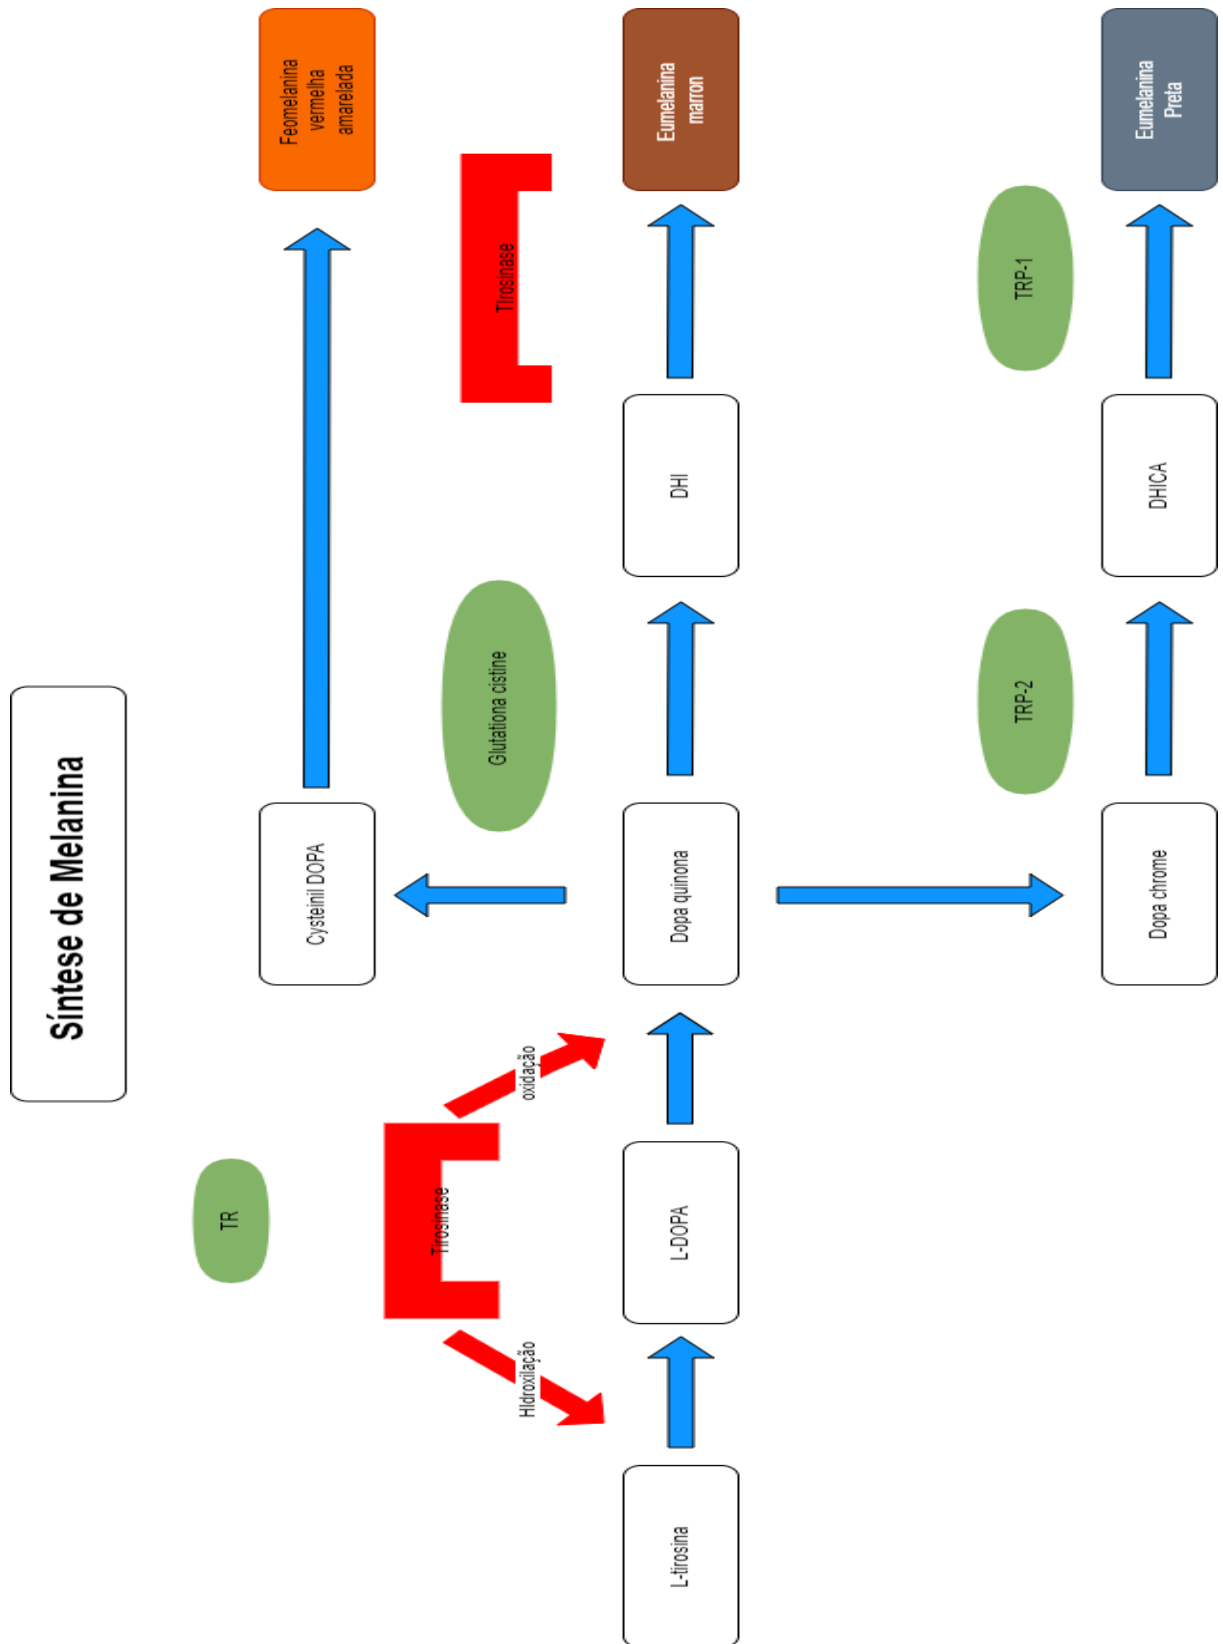 Síntese de Melanina
TR
Tirosinase
HIdroxilação
oxidação
L-tirosina
L-DOPA
Dopa quinona
Cysteinil DOPA
Glutationa cistine
Feomelanina
vermelha
amarelada
DHI
TIrosinase
Eumelanina
marron
Dopa chrome
TRP-2
DHICA
TRP-1
Eumelanina
Preta